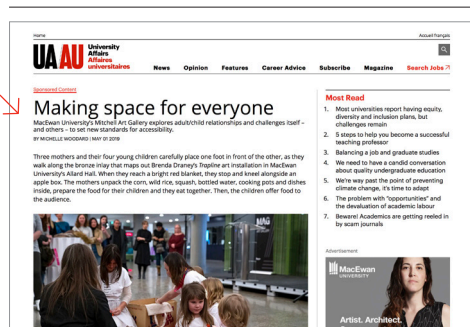 Home
Accueil français
UA AU University
Affairs
Affaires
universitaires
News Opinion Features Career Advice Subscribe Magazine Search Jobs
Sponsored Content
Making space for everyone
MacEwan University's Mitchell Art Gallery explores adult/child relationships and challenges itself –
and others – to set new standards for accessibility.
BY MICHELLE WOODARD | MAY 01 2019
Three mothers and their four young children carefully place one foot in front of the other, as they
walk along the bronze inlay that maps out Brenda Draney's Trapline art installation in MacEwan
University's Allard Hall. When they reach a bright red blanket, they stop and kneel alongside an
apple box. The mothers unpack the corn, wild rice, squash, bottled water, cooking pots and dishes
inside, prepare the food for their children and they eat together. Then, the children offer food to
the audience.
Most Read
1. Most universities report having equity,
diversity and inclusion plans, but
challenges remain
2. 5 steps to help you become a successful
teaching professor
3. Balancing a job and graduate studies
4. We need to have a candid conversation
about quality undergraduate education
5. We're way past the point of preventing
climate change, it's time to adapt
6. The problem with "opportunities" and
the devaluation of academic labour
7. Beware! Academics are getting reeled in
by scam journals
Advertisement
MacEwan
UNIVERSITY
Artist. Architect.